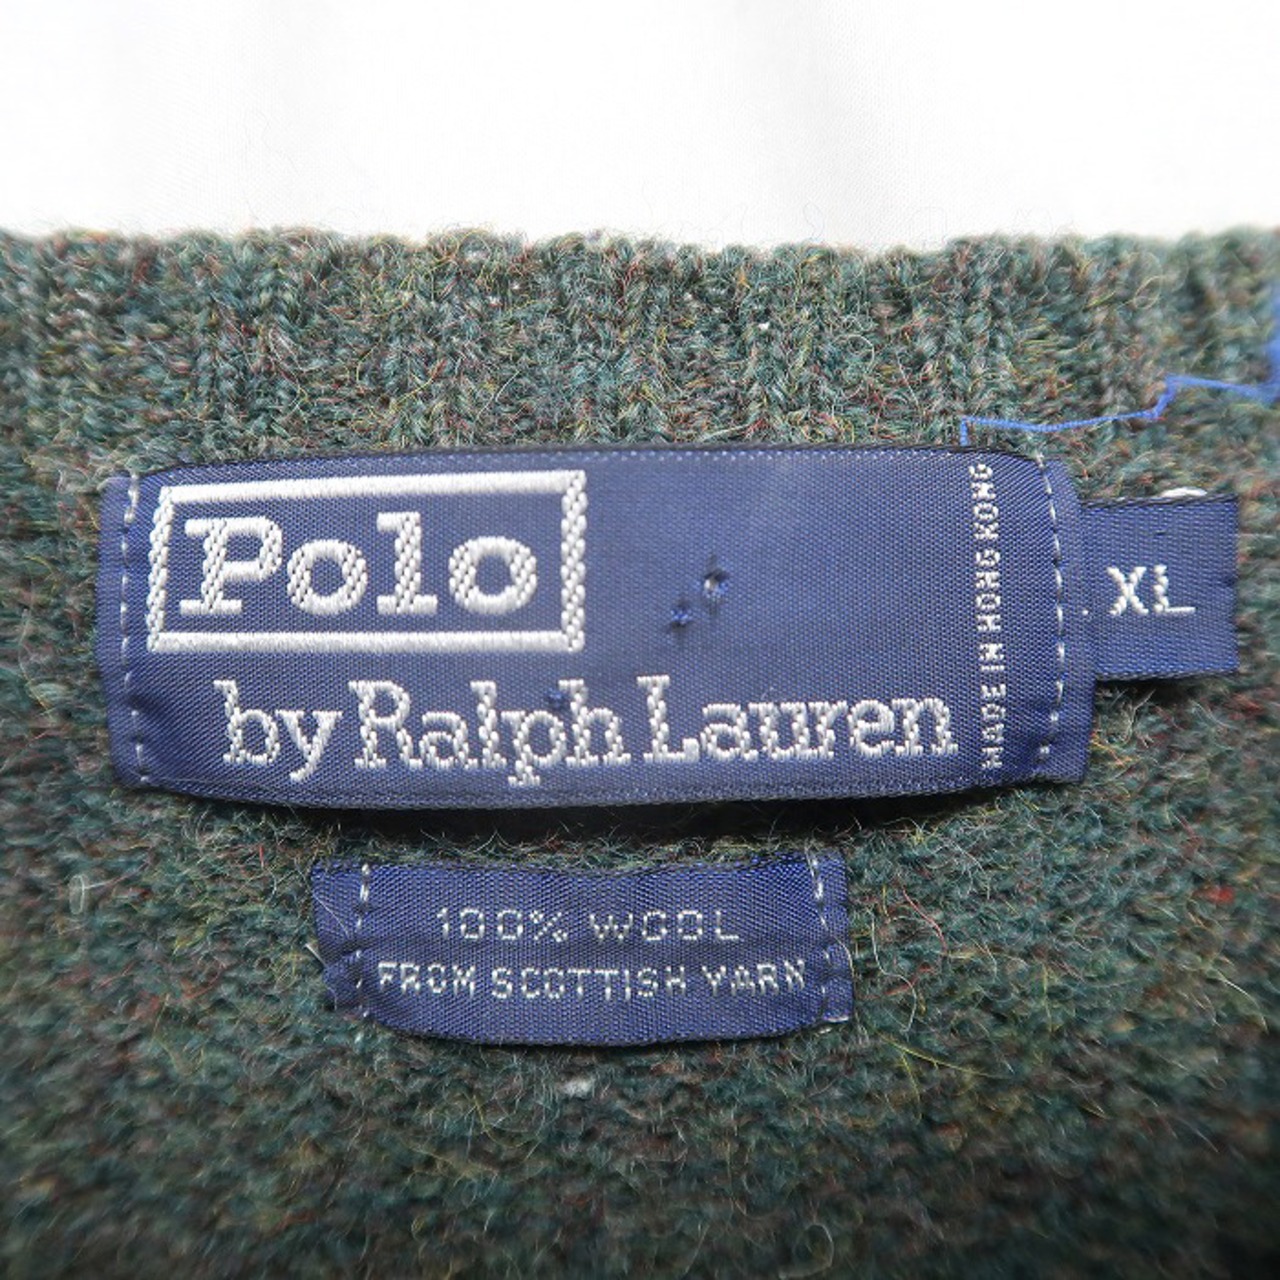 Polo
by Ralph Lauren
MADE IN HONG KONG
XL
100% WOOL
FROM SCOTTISH YARN